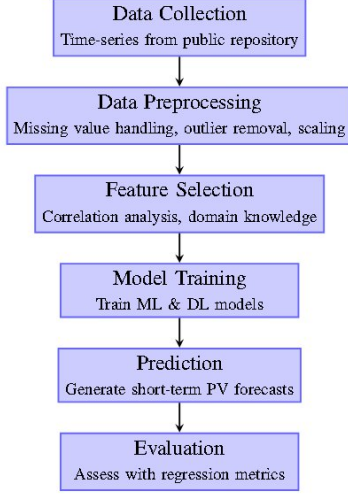 Data Collection
Time-series from public repository
Data Preprocessing
Missing value handling, outlier removal, scaling
Feature Selection
Correlation analysis, domain knowledge
Model Training
Train ML & DL models
Prediction
Generate short-term PV forecasts
Evaluation
Assess with regression metrics